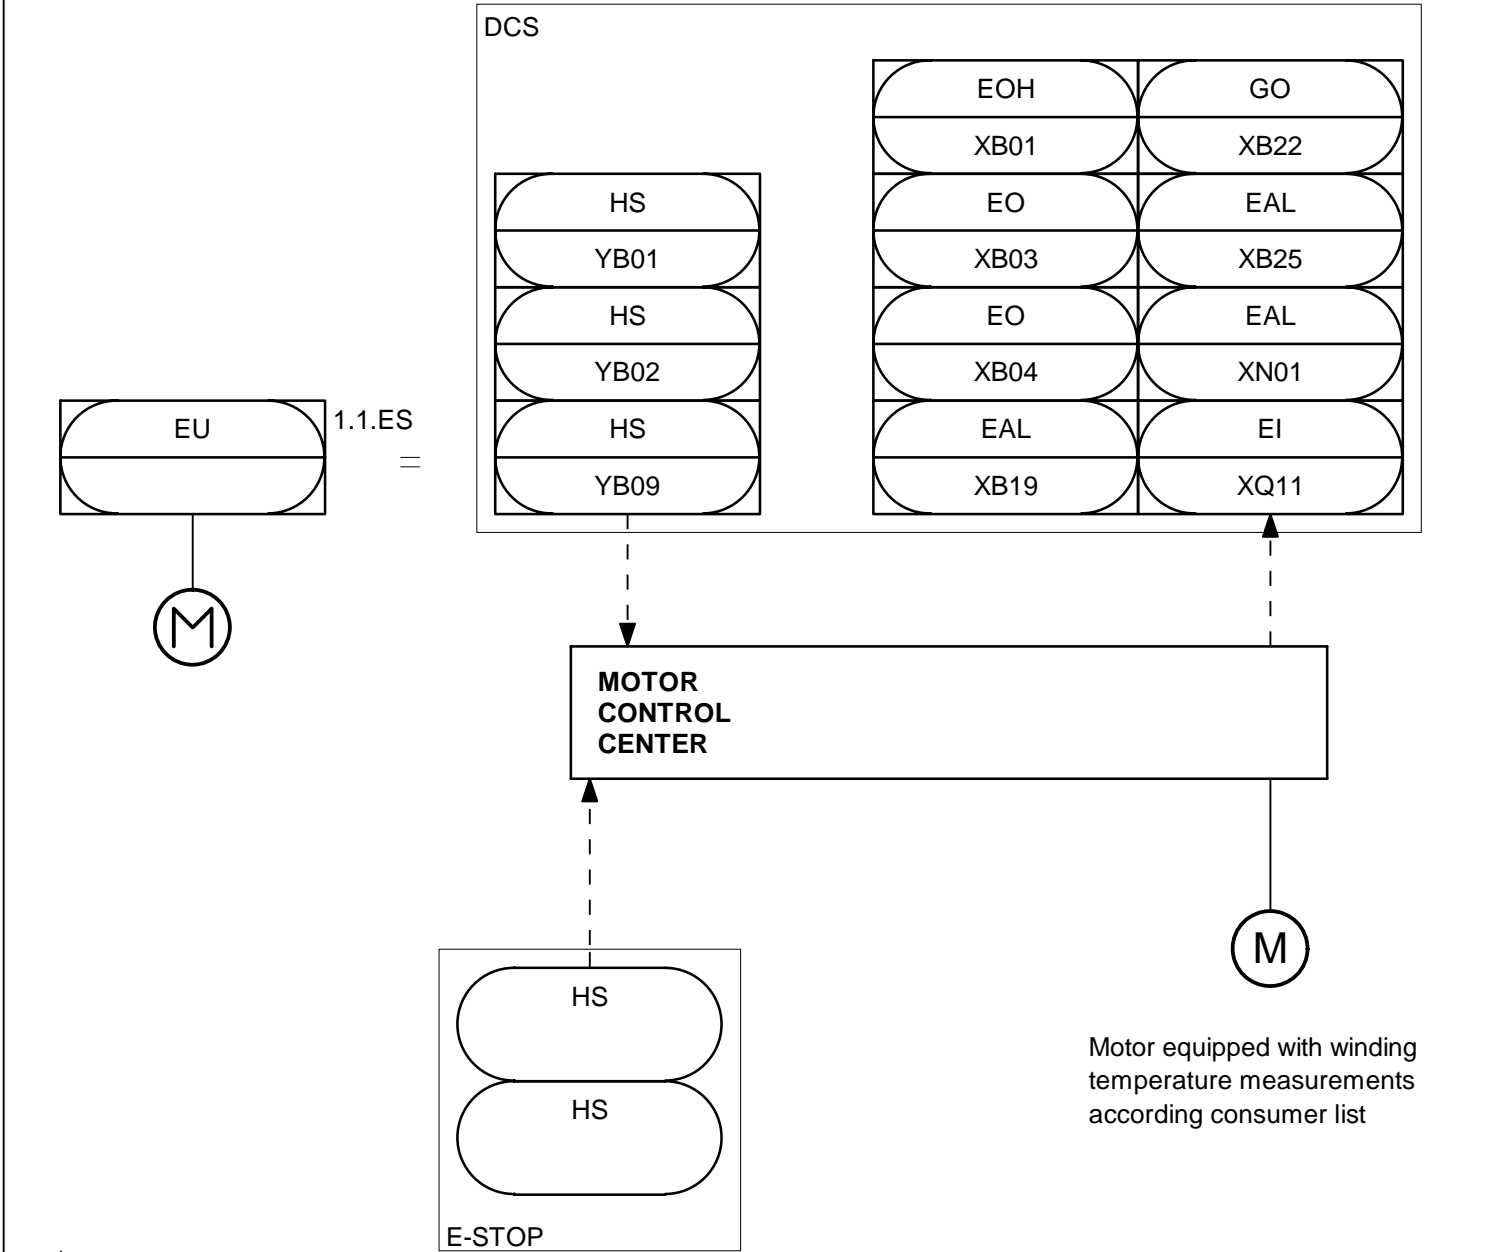 DCS
EOH
GO
XB01
XB22
HS
EO
EAL
YB01
XB03
XB25
HS
EO
EAL
YB02
XB04
XN01
EU
1.1.ES
=
HS
EAL
EI
YB09
XB19
XQ11
M
MOTOR
CONTROL
CENTER
M
HS
HS
E-STOP
Motor equipped with winding
temperature measurements
according consumer list